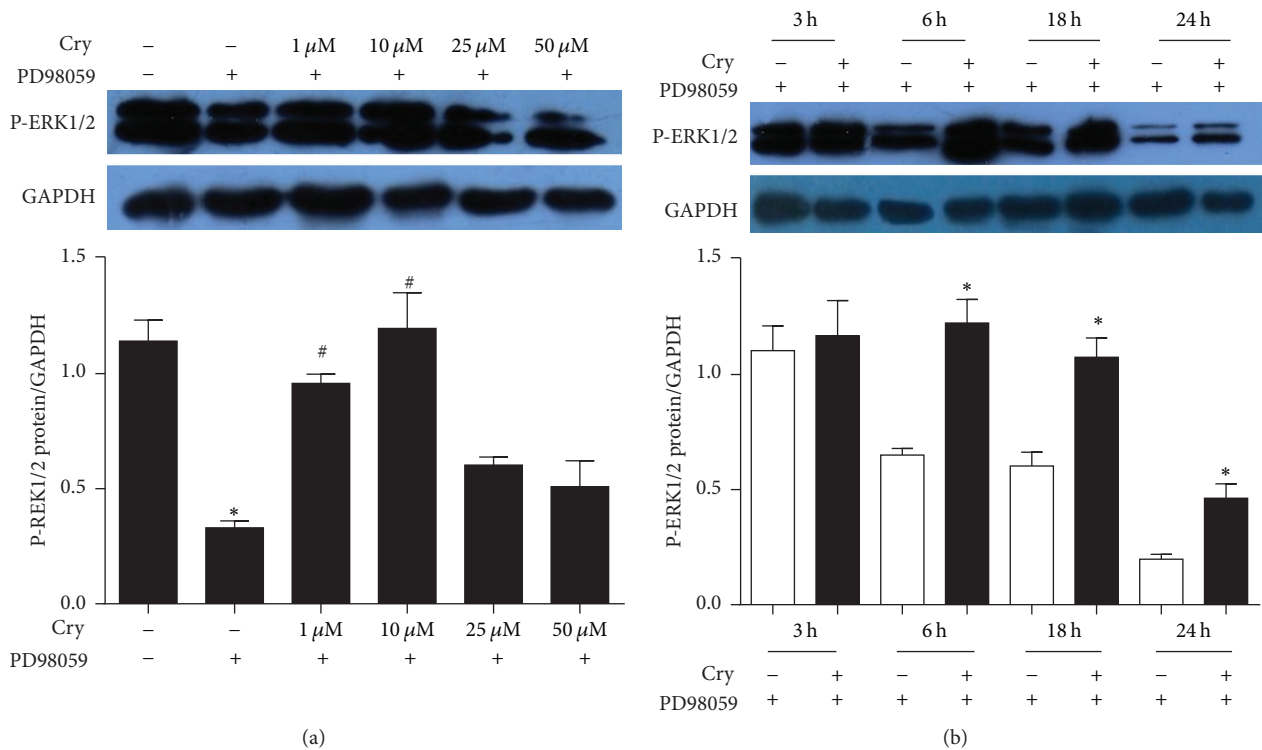 Cry – – 1 μM 10 μM 25 μM 50 μM
PD98059 – + + + + +
P-ERK1/2
GAPDH
1.5
1.0
0.5
0.0
P-REK1/2 protein/GAPDH
*
#
#
Cry – – 1 μM 10 μM 25 μM 50 μM
PD98059 – + + + + +
(a)
3 h 6 h 18 h 24 h
Cry – + – + – + – +
PD98059 + + + + + + + +
P-ERK1/2
GAPDH
1.5
1.0
0.5
0.0
P-ERK1/2 protein/GAPDH
*
*
*
3 h 6 h 18 h 24 h
Cry – + – + – + – +
PD98059 + + + + + + + +
(b)